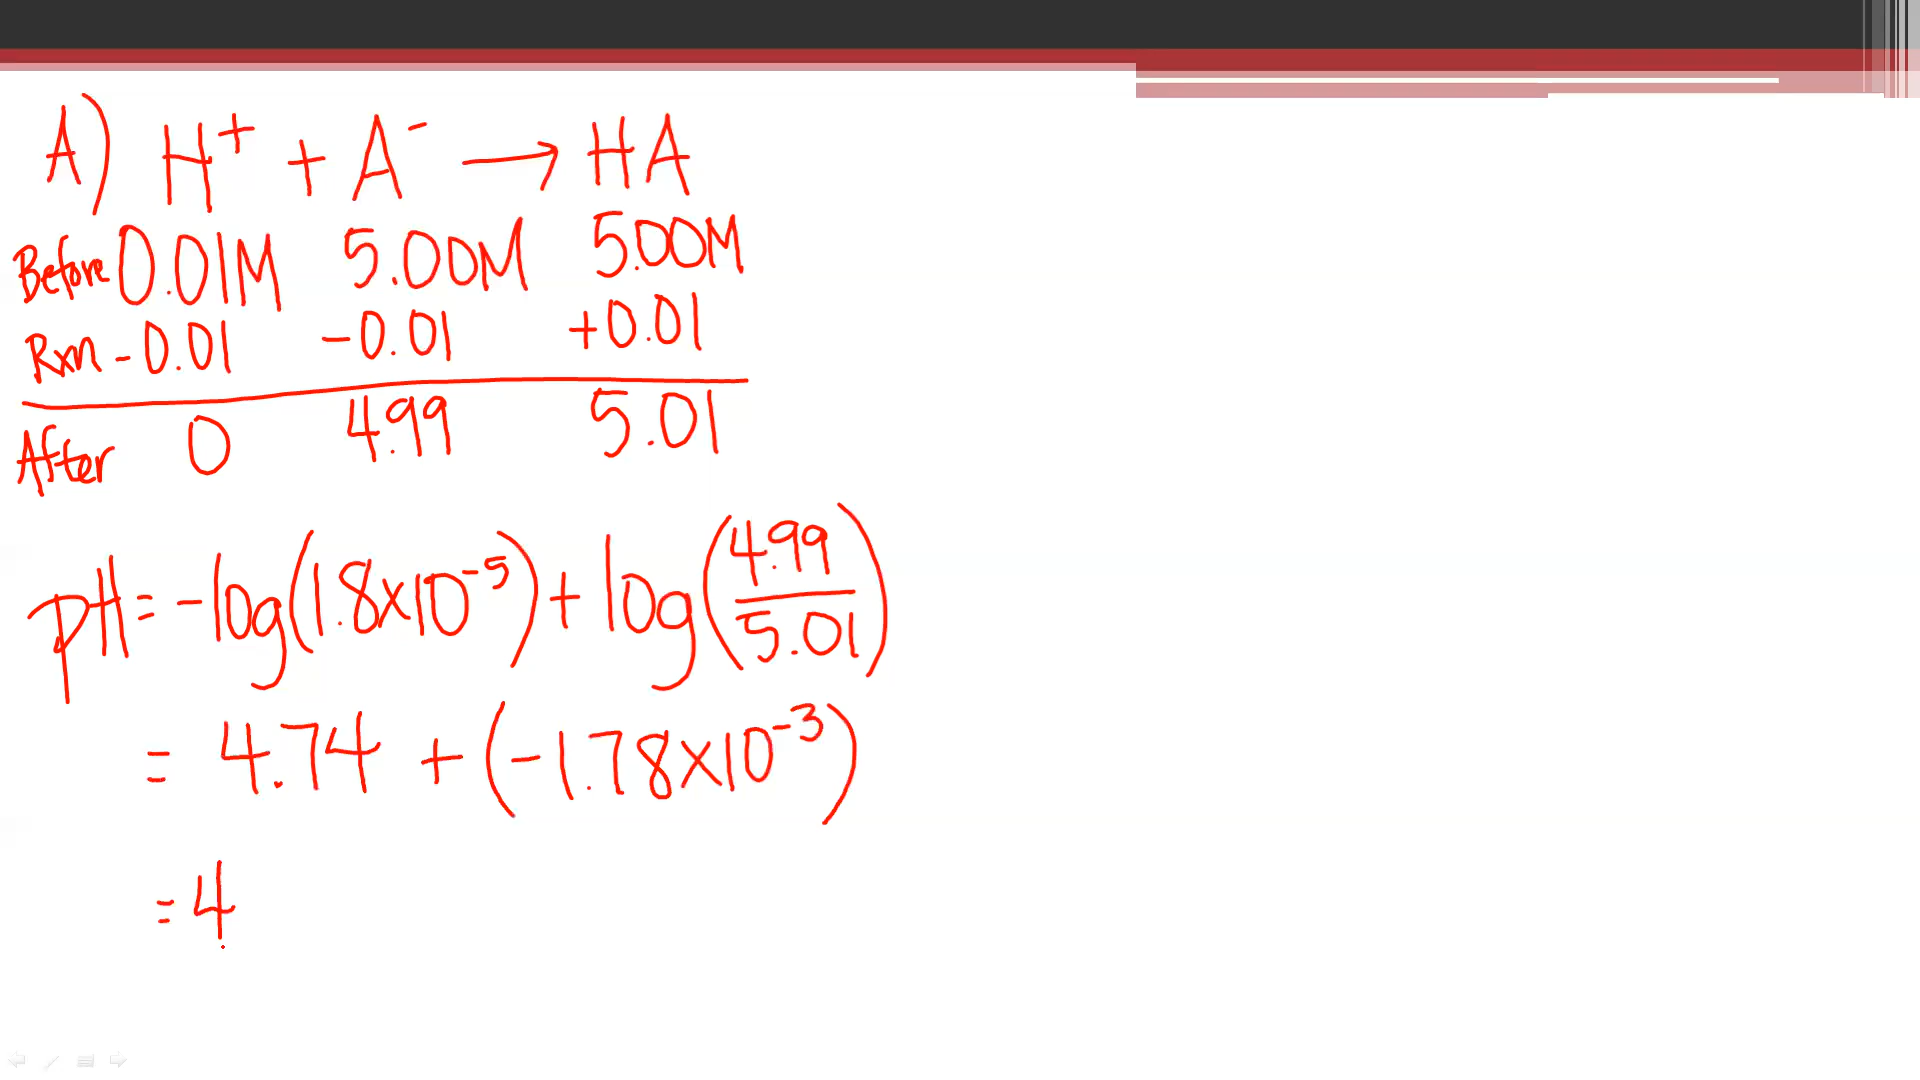 A) H⁺ + A⁻ → HA
Before 0.01M 5.00M 5.00M
Rxn -0.01 -0.01 +0.01
After 0 4.99 5.01
pH = -log(1.8x10⁻⁵) + log(4.99/5.01)
= 4.74 + (-1.78x10⁻³)
= 4